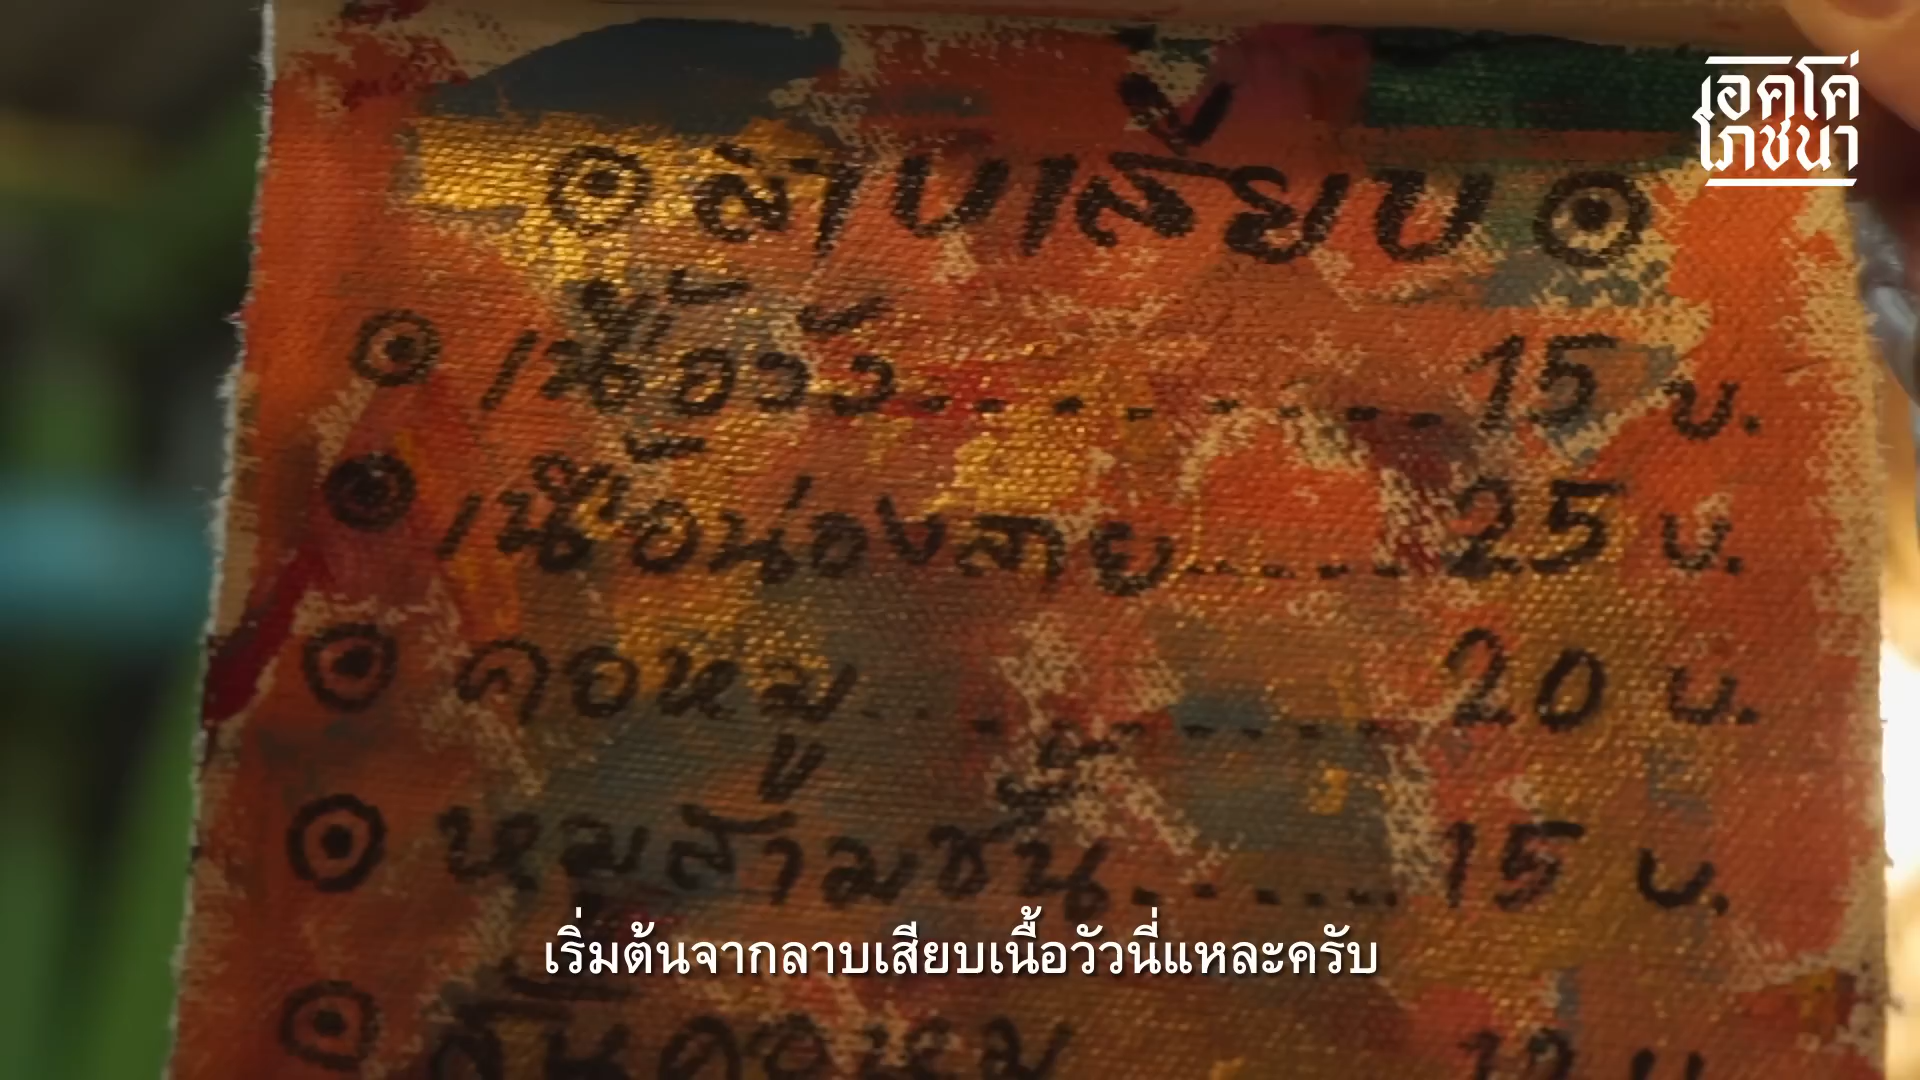 เอคโค่
โภชนา
ลาบเสียบ
เนื้อวัว........15 บ.
เนื้อน่องลาย......25 บ.
คอหมู........20 บ.
หมูสามชั้น......15 บ.
เริ่มต้นจากลาบเสียบเนื้อวัวนี่แหละครับ
คอหมู